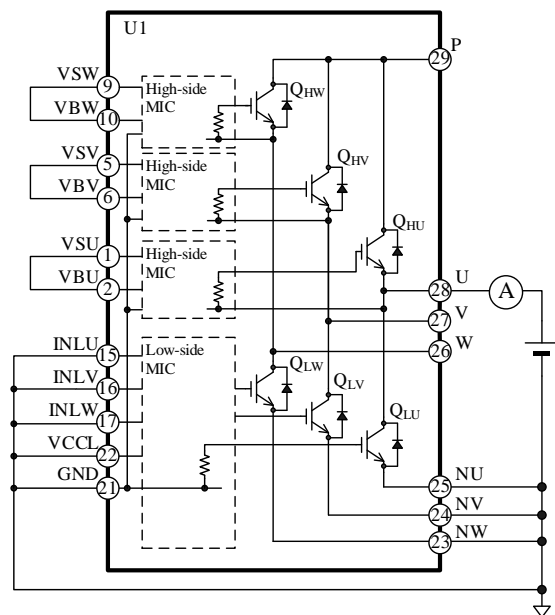 U1
P
29
VSW
9
High-side
MIC
QHW
VBW
10
VSV
5
High-side
MIC
QHV
VBV
6
QHU
VSU
1
High-side
MIC
VBU
2
U
28
A
V
27
W
26
INLU
15
Low-side
MIC
INLV
16
QLW
QLV
INLW
17
QLU
VCCL
22
GND
21
NU
25
NV
24
NW
23